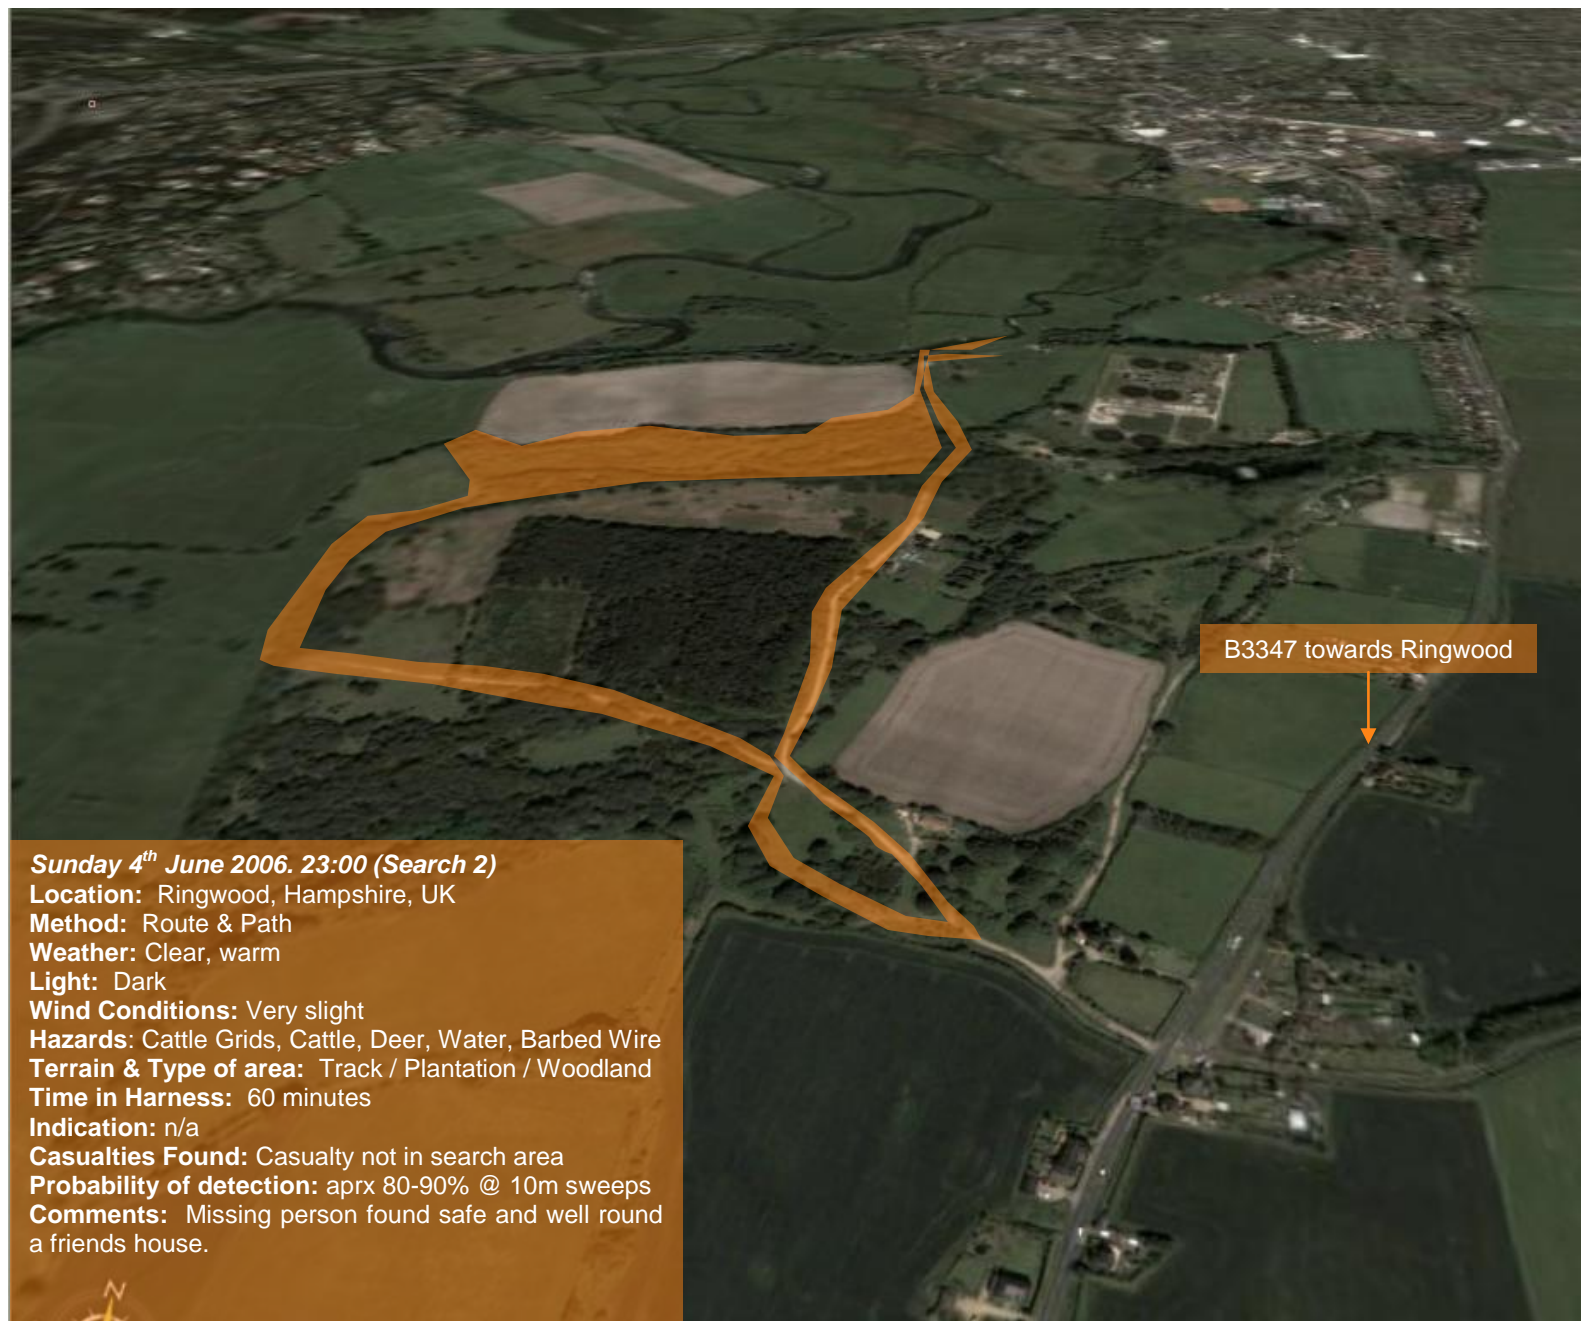 B3347 towards Ringwood
Sunday 4th June 2006. 23:00 (Search 2)
Location: Ringwood, Hampshire, UK
Method: Route & Path
Weather: Clear, warm
Light: Dark
Wind Conditions: Very slight
Hazards: Cattle Grids, Cattle, Deer, Water, Barbed Wire
Terrain & Type of area: Track / Plantation / Woodland
Time in Harness: 60 minutes
Indication: n/a
Casualties Found: Casualty not in search area
Probability of detection: aprx 80-90% @ 10m sweeps
Comments: Missing person found safe and well round
a friends house.
N